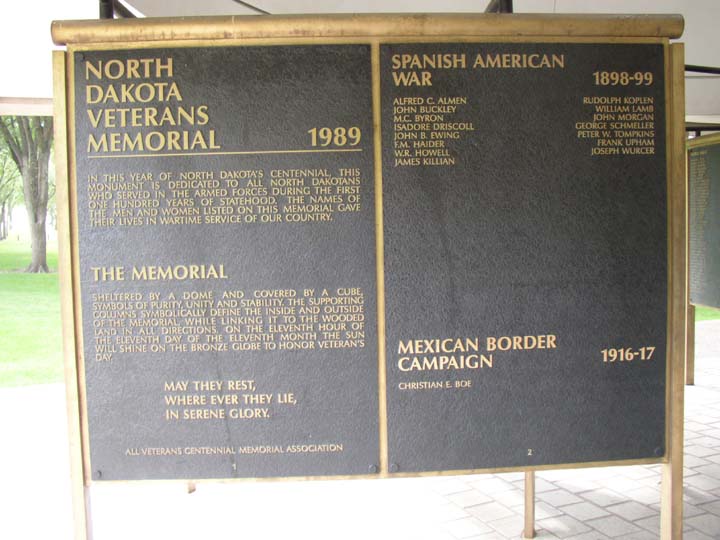 NORTH
DAKOTA
VETERANS
MEMORIAL 1989
IN THIS YEAR OF NORTH DAKOTA'S CENTENNIAL, THIS
MONUMENT IS DEDICATED TO ALL NORTH DAKOTANS
WHO SERVED IN THE ARMED FORCES DURING THE FIRST
ONE HUNDRED YEARS OF STATEHOOD. THE NAMES OF
THE MEN AND WOMEN LISTED ON THIS MEMORIAL GAVE
THEIR LIVES IN WARTIME SERVICE OF OUR COUNTRY.
THE MEMORIAL
SHELTERED BY A DOME AND COVERED BY A CUBE,
SYMBOLS OF PURITY, UNITY AND STABILITY. THE SUPPORTING
COLUMNS SYMBOLICALLY DEFINE THE INSIDE AND OUTSIDE
OF THE MEMORIAL, WHILE LINKING IT TO THE WOODED
LAND IN ALL DIRECTIONS. ON THE ELEVENTH HOUR OF
THE ELEVENTH DAY OF THE ELEVENTH MONTH THE SUN
WILL SHINE ON THE BRONZE GLOBE TO HONOR VETERAN'S
DAY.
MAY THEY REST,
WHERE EVER THEY LIE,
IN SERENE GLORY.
ALL VETERANS CENTENNIAL MEMORIAL ASSOCIATION
1
SPANISH AMERICAN
WAR 1898-99
ALFRED C. ALMEN
JOHN BUCKLEY
M.C. BYRON
ISADORE DRISCOLL
JOHN B. EWING
F.M. HAIDER
W.R. HOWELL
JAMES KILLIAN
RUDOLPH KOPLEN
WILLIAM LAMB
JOHN MORGAN
GEORGE SCHMELLER
PETER W. TOMPKINS
FRANK UPHAM
JOSEPH WURCER
MEXICAN BORDER
CAMPAIGN 1916-17
CHRISTIAN E. BOE
2